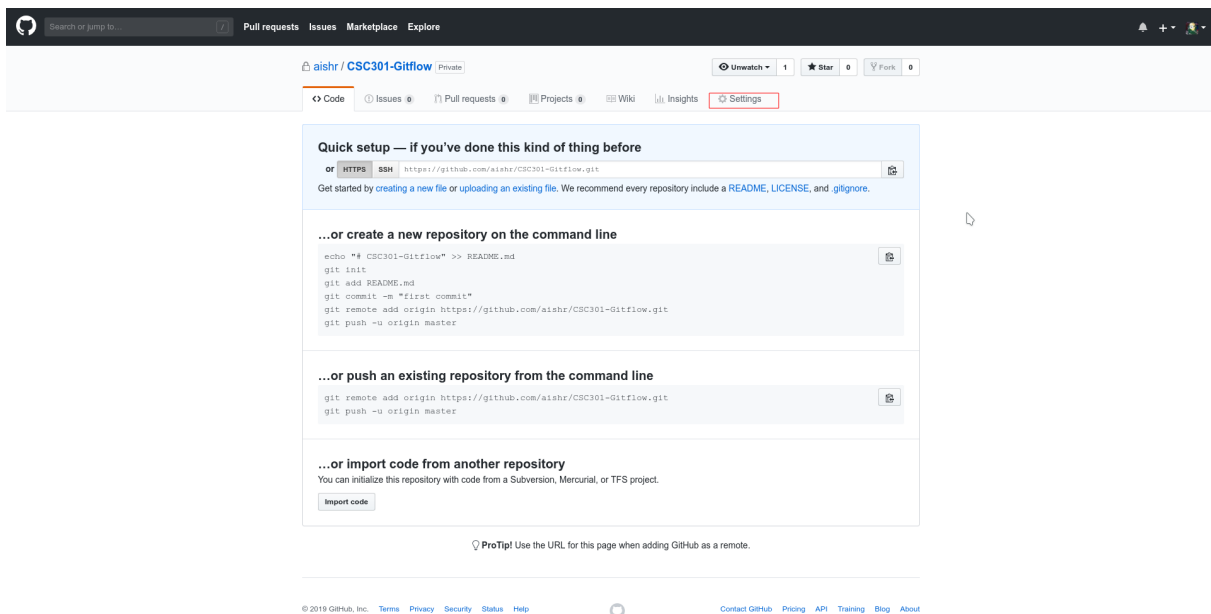 Search or jump to... /
Pull requests Issues Marketplace Explore
aishr / CSC301-Gitflow Private
Unwatch 1 Star 0 Fork 0
Code Issues 0 Pull requests 0 Projects 0 Wiki Insights Settings
Quick setup — if you've done this kind of thing before
or HTTPS SSH https://github.com/aishr/CSC301-Gitflow.git
Get started by creating a new file or uploading an existing file. We recommend every repository include a README, LICENSE, and .gitignore.
…or create a new repository on the command line
echo "# CSC301-Gitflow" >> README.md
git init
git add README.md
git commit -m "first commit"
git remote add origin https://github.com/aishr/CSC301-Gitflow.git
git push -u origin master
…or push an existing repository from the command line
git remote add origin https://github.com/aishr/CSC301-Gitflow.git
git push -u origin master
…or import code from another repository
You can initialize this repository with code from a Subversion, Mercurial, or TFS project.
Import code
ProTip! Use the URL for this page when adding GitHub as a remote.
© 2019 GitHub, Inc. Terms Privacy Security Status Help Contact GitHub Pricing API Training Blog About